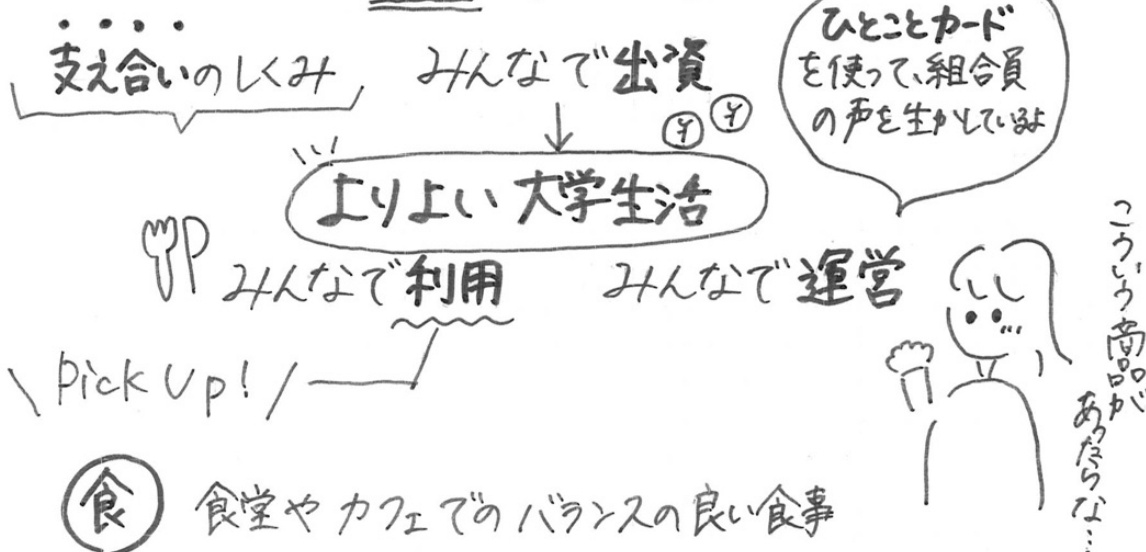 支え合いのしくみ
みんなで出資
¥ ¥
ひとことカード
を使って、組合員
の声を生かしているよ
よりよい大学生活
みんなで利用
みんなで運営
Pick Up!
こういう商品が
あったらな…
食
食堂やカフェでのバランスの良い食事